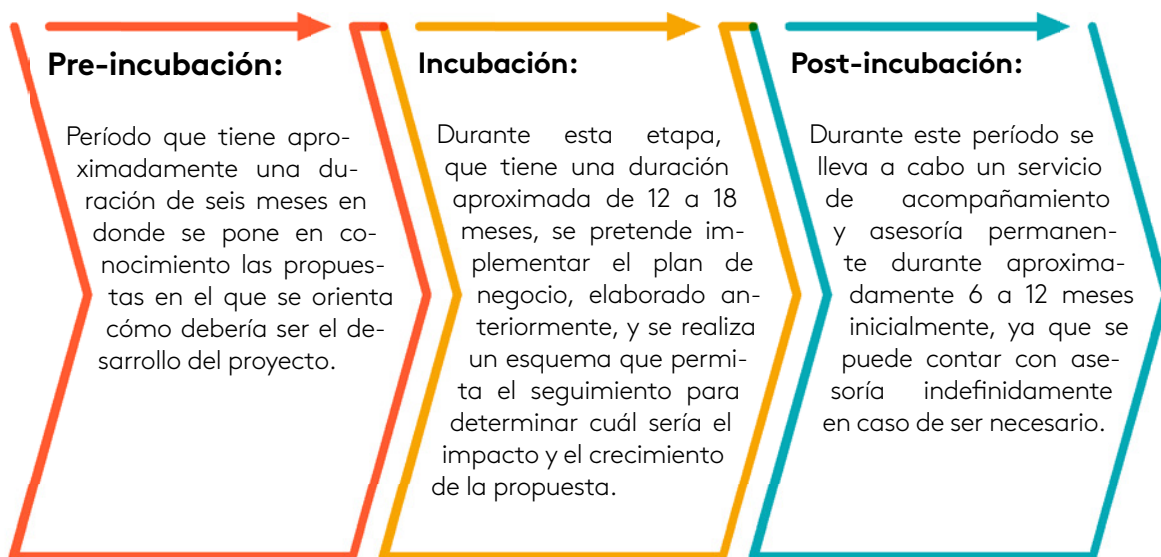 Pre-incubación:
Período que tiene apro-
ximadamente una du-
ración de seis meses en
donde se pone en co-
nocimiento las propues-
tas en el que se orienta
cómo debería ser el de-
sarrollo del proyecto.
Incubación:
Durante esta etapa,
que tiene una duración
aproximada de 12 a 18
meses, se pretende im-
plementar el plan de
negocio, elaborado an-
teriormente, y se realiza
un esquema que permi-
ta el seguimiento para
determinar cuál sería el
impacto y el crecimiento
de la propuesta.
Post-incubación:
Durante este período se
lleva a cabo un servicio
de acompañamiento
y asesoría permanen-
te durante aproxima-
damente 6 a 12 meses
inicialmente, ya que se
puede contar con ase-
soría indefinidamente
en caso de ser necesario.